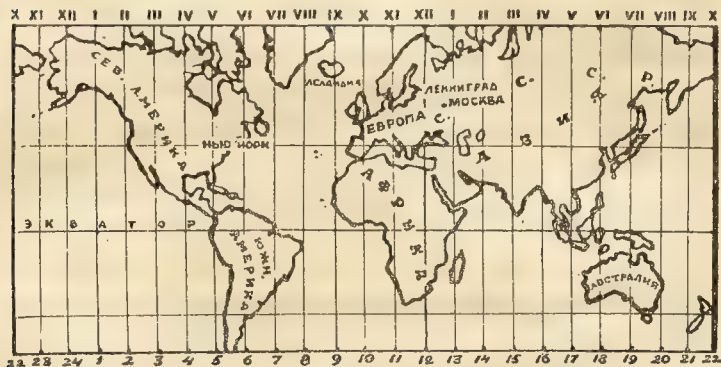 X XI XII I II III IV V VI VII VIII IX X XI XII I II III IV V VI VII VIII IX X
СЕВ. АМЕРИКА
ИСЛАНДИЯ
ЛЕНИНГРАД
МОСКВА
ЕВРОПА
С. С. С. Р.
АЗИЯ
НЬЮ ЙОРК
АФРИКА
ЭКВАТОР
ЮЖН. АМЕРИКА
АВСТРАЛИЯ
22 23 24 1 2 3 4 5 6 7 8 9 10 11 12 13 14 15 16 17 18 19 20 21 22